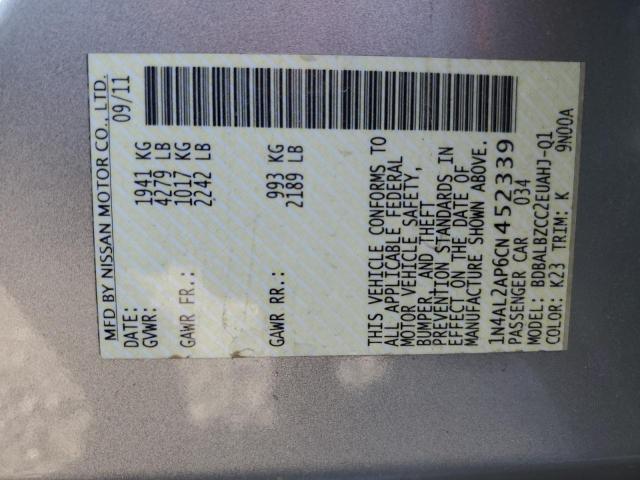 MFD BY NISSAN MOTOR CO., LTD.
DATE: 09/11
GVWR: 1941 KG
4279 LB
GAWR FR.: 1017 KG
2242 LB
GAWR RR.: 993 KG
2189 LB
THIS VEHICLE CONFORMS TO
ALL APPLICABLE FEDERAL
MOTOR VEHICLE SAFETY,
BUMPER, AND THEFT
PREVENTION STANDARDS IN
EFFECT ON THE DATE OF
MANUFACTURE SHOWN ABOVE.
1N4AL2AP6CN452339
PASSENGER CAR 034
MODEL: BDBALBZCC2EUAHJ-Q1
COLOR: K23 TRIM: K 9N00A